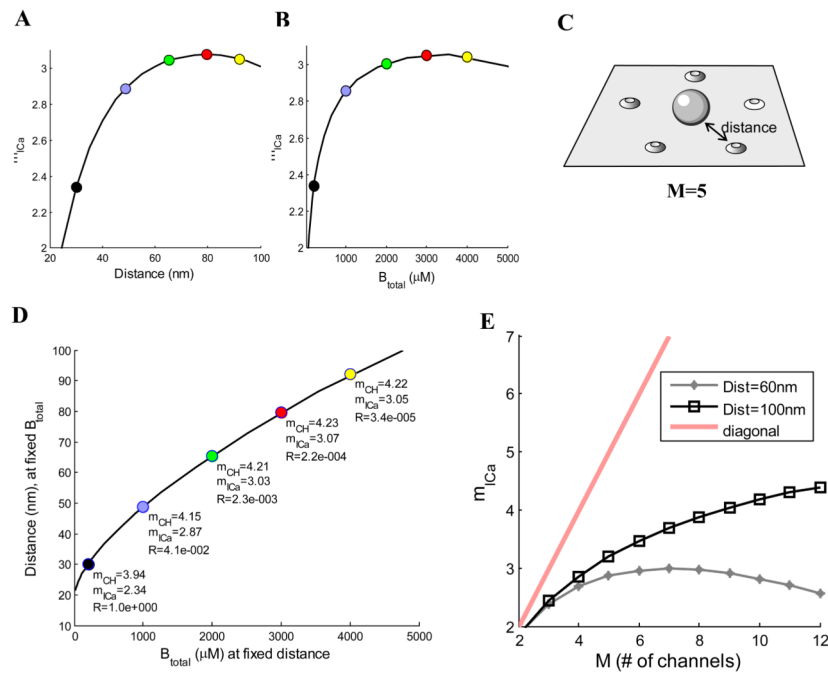 A
B
C
3
2.8
2.6
2.4
2.2
2
20
40
60
80
100
Distance (nm)
3
2.8
2.6
2.4
2.2
2
1000
2000
3000
4000
5000
B_total (μM)
distance
M=5
D
100
90
80
70
60
50
40
30
20
10
0
1000
2000
3000
4000
5000
Distance (nm), at fixed B_total
B_total (μM) at fixed distance
m_CH=3.94
m_ICa=2.34
R=1.0e+000
m_CH=4.15
m_ICa=2.87
R=4.1e-002
m_CH=4.21
m_ICa=3.03
R=2.3e-003
m_CH=4.23
m_ICa=3.07
R=2.2e-004
m_CH=4.22
m_ICa=3.05
R=3.4e-005
E
7
6
5
4
3
2
2
4
6
8
10
12
m_ICa
M (# of channels)
Dist=60nm
Dist=100nm
diagonal